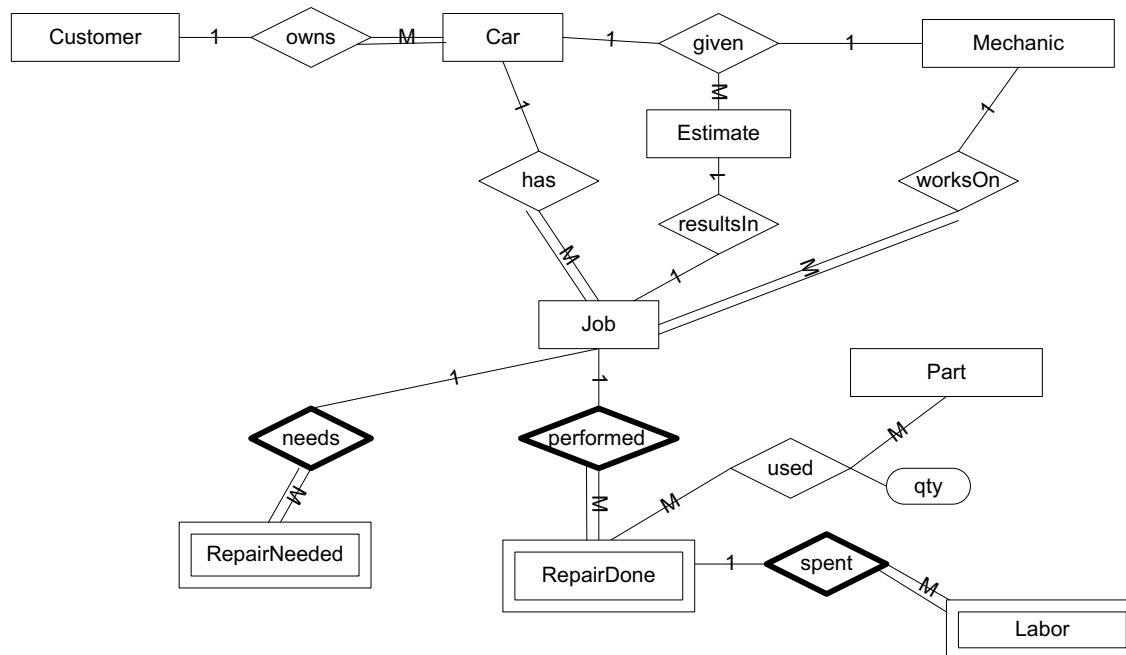 Customer
1
owns
M
Car
1
given
1
Mechanic
1
M
Estimate
1
has
1
worksOn
resultsIn
M
M
1
Job
1
1
Part
needs
performed
M
used
M
M
M
qty
RepairNeeded
RepairDone
1
spent
M
Labor